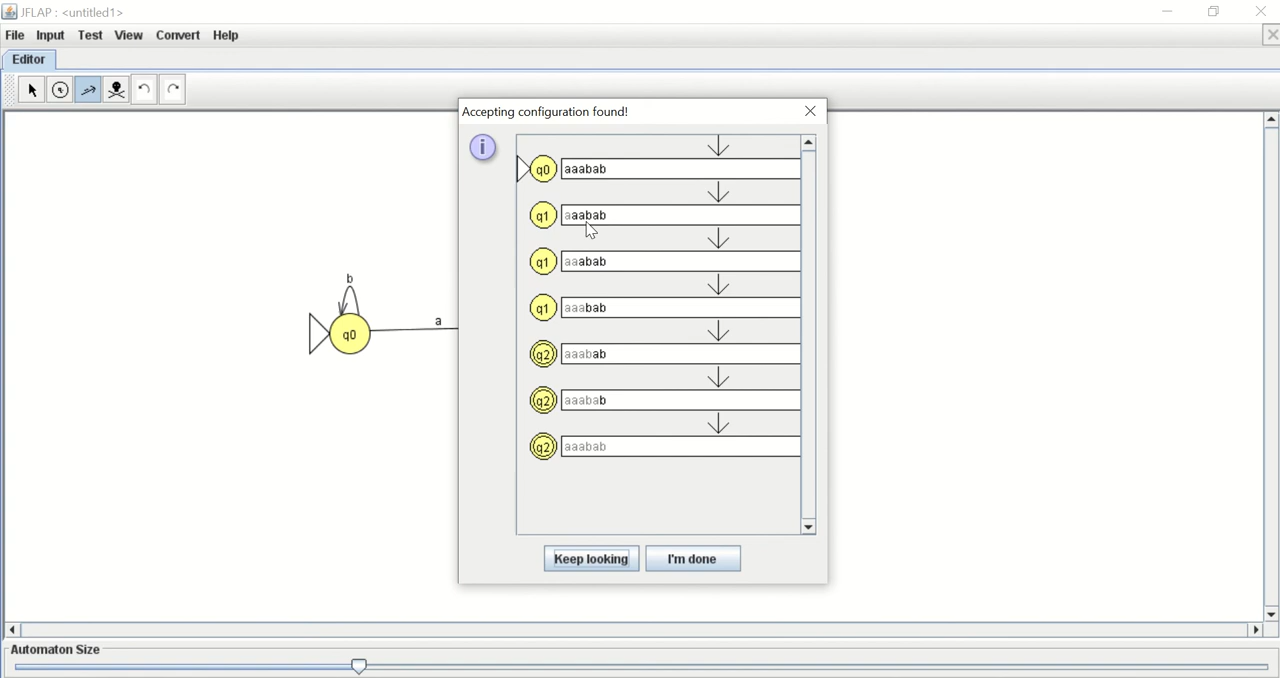 JFLAP : <untitled1>
File Input Test View Convert Help
Editor
Accepting configuration found!
i
q0 aaabab
q1 aaabab
q1 aaabab
q1 aaabab
q2 aaabab
q2 aaabab
q2 aaabab
b
q0
a
Keep looking I'm done
Automaton Size